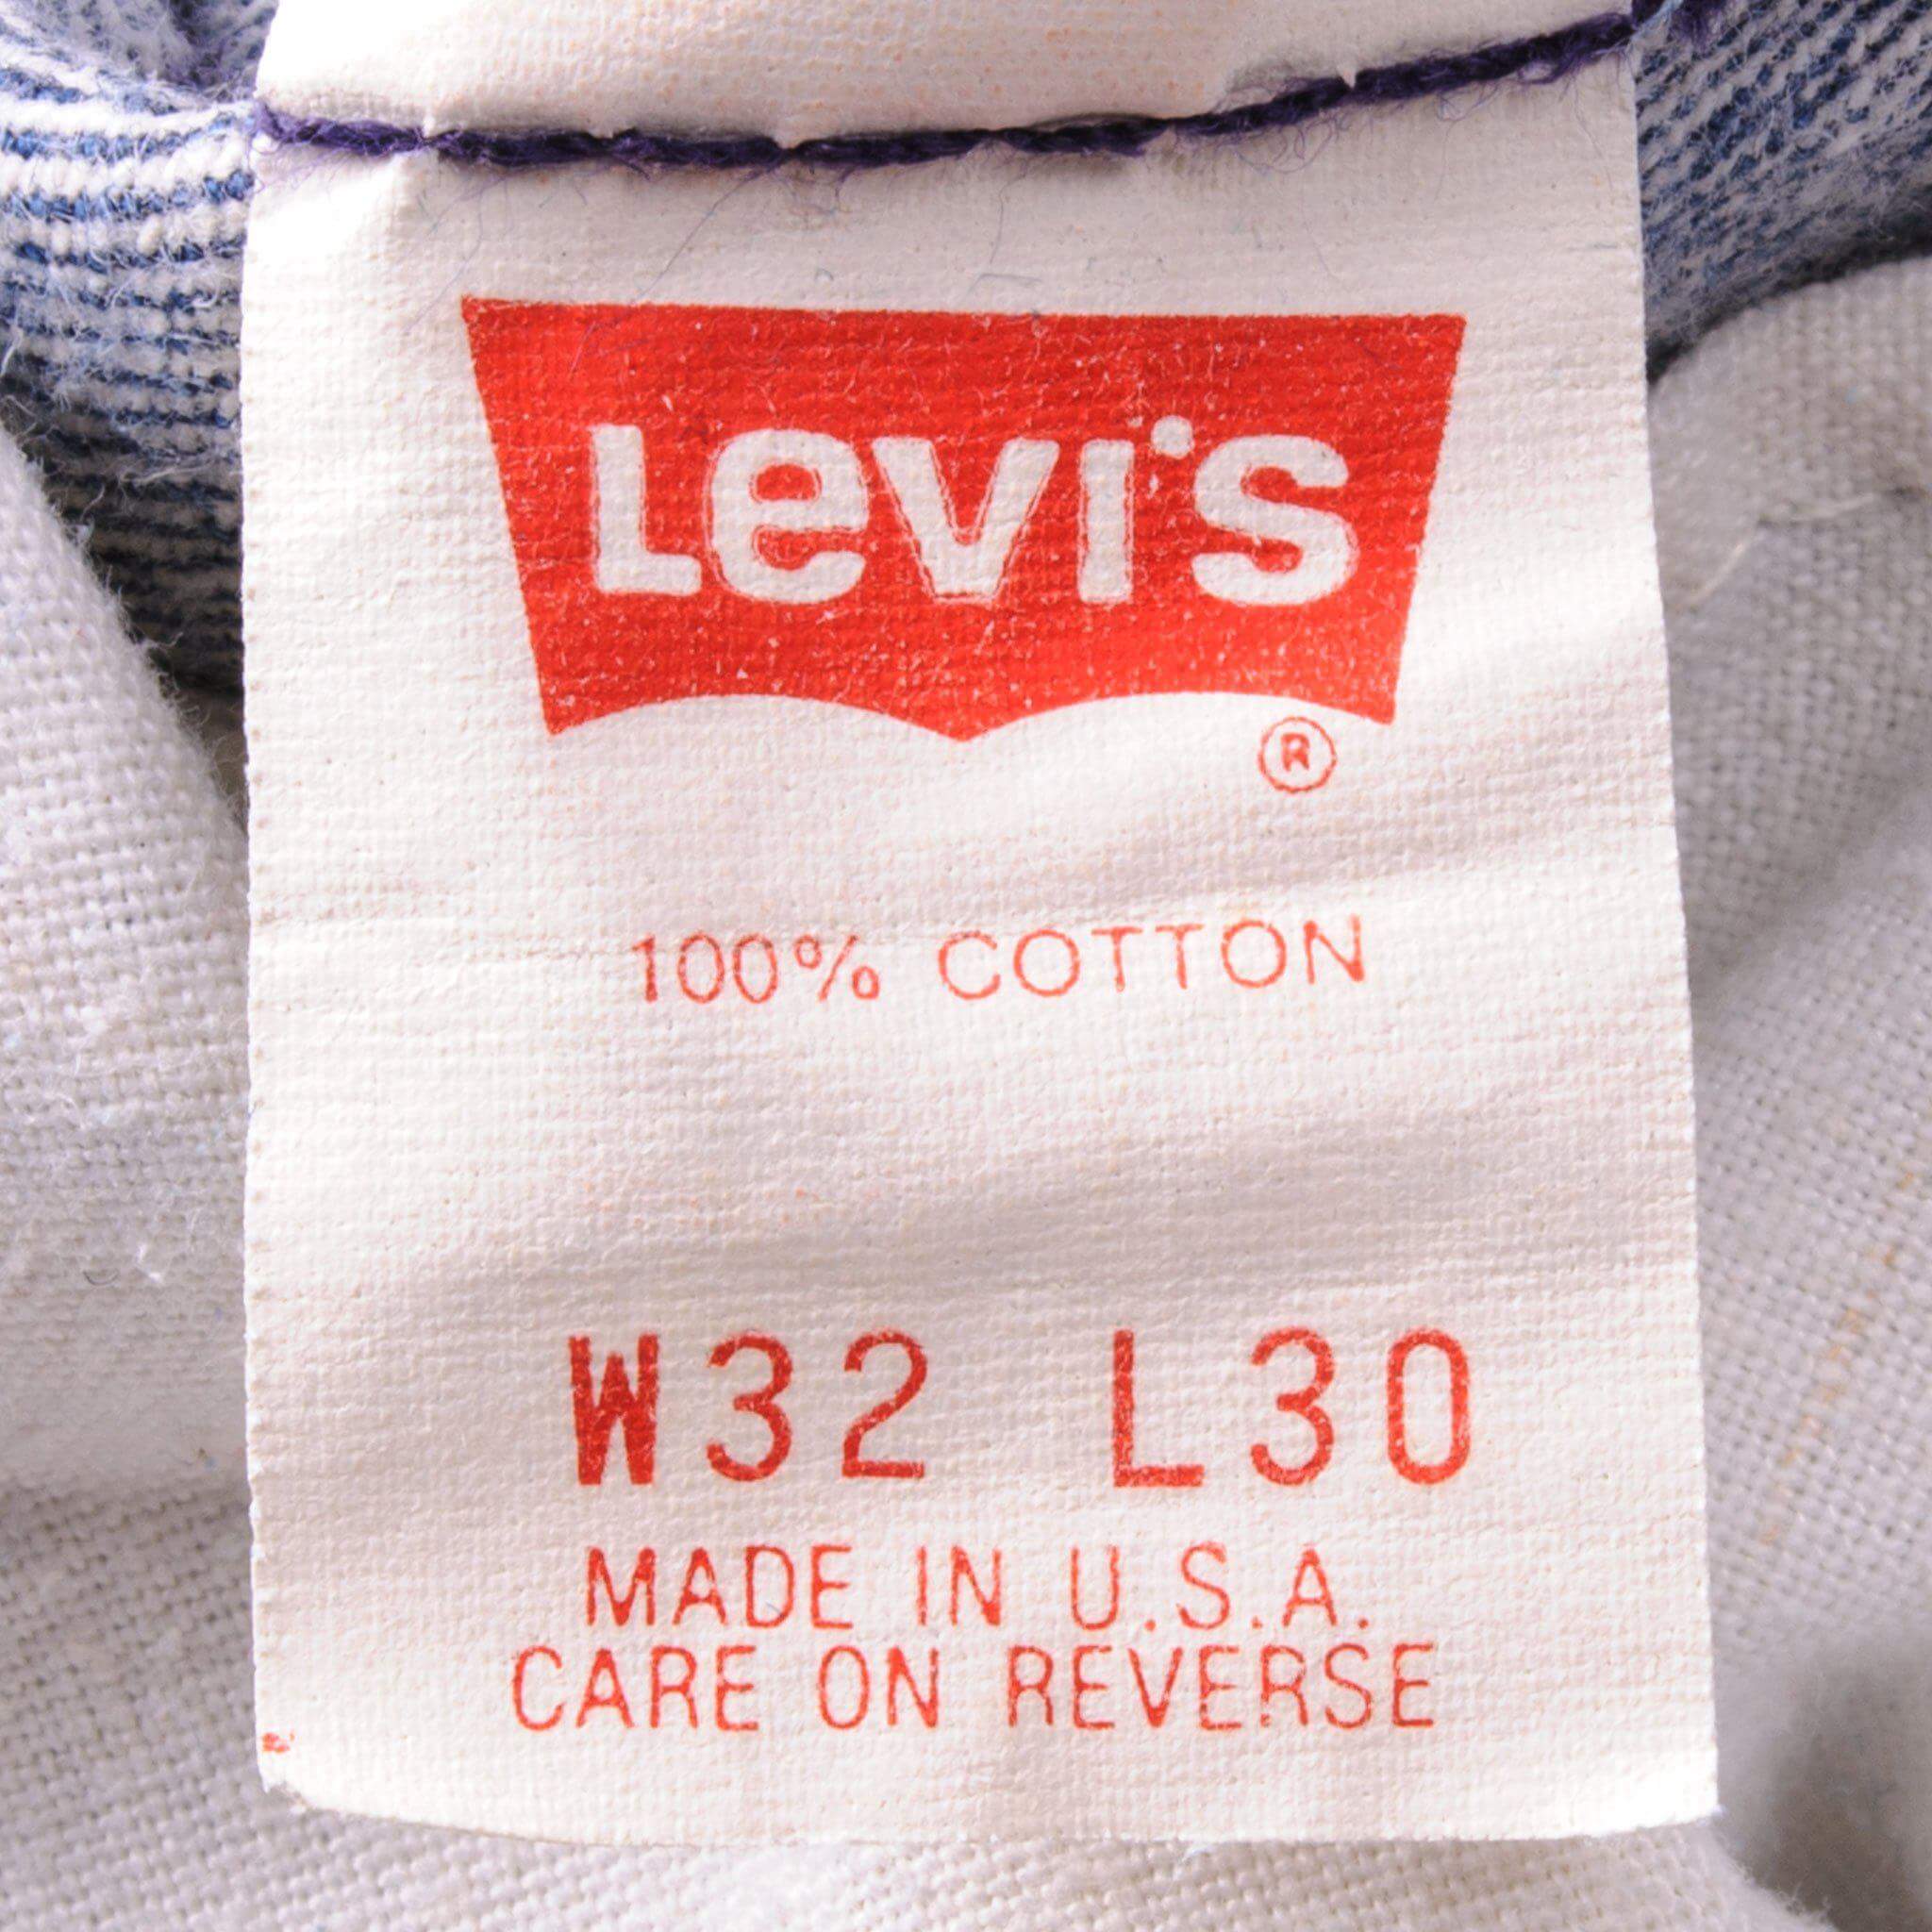 Levi's
®
100% COTTON
W32 L30
MADE IN U.S.A.
CARE ON REVERSE